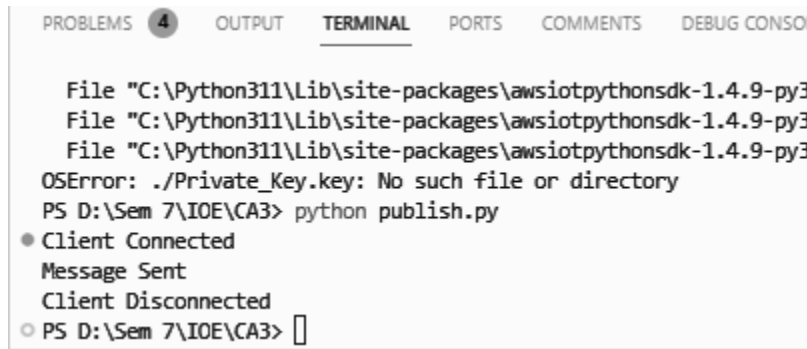 PROBLEMS 4 OUTPUT TERMINAL PORTS COMMENTS DEBUG CONSO
File "C:\Python311\Lib\site-packages\awsiotpythonsdk-1.4.9-py3
File "C:\Python311\Lib\site-packages\awsiotpythonsdk-1.4.9-py3
File "C:\Python311\Lib\site-packages\awsiotpythonsdk-1.4.9-py3
OSError: ./Private_Key.key: No such file or directory
PS D:\Sem 7\IOE\CA3> python publish.py
Client Connected
Message Sent
Client Disconnected
PS D:\Sem 7\IOE\CA3>